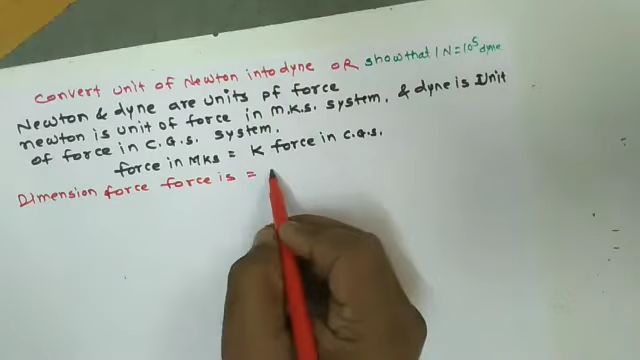 Convert unit of Newton into dyne OR show that 1 N = 10⁵ dyne
Newton & dyne are units of force
newton is unit of force in M.K.S. system. & dyne is Unit
of force in C.G.S. system.
force in MKS = K force in C.G.S.
Dimension force force is =